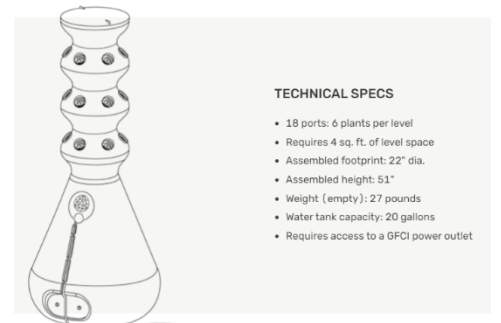 TECHNICAL SPECS
• 18 ports: 6 plants per level
• Requires 4 sq. ft. of level space
• Assembled footprint: 22" dia.
• Assembled height: 51"
• Weight (empty): 27 pounds
• Water tank capacity: 20 gallons
• Requires access to a GFCI power outlet